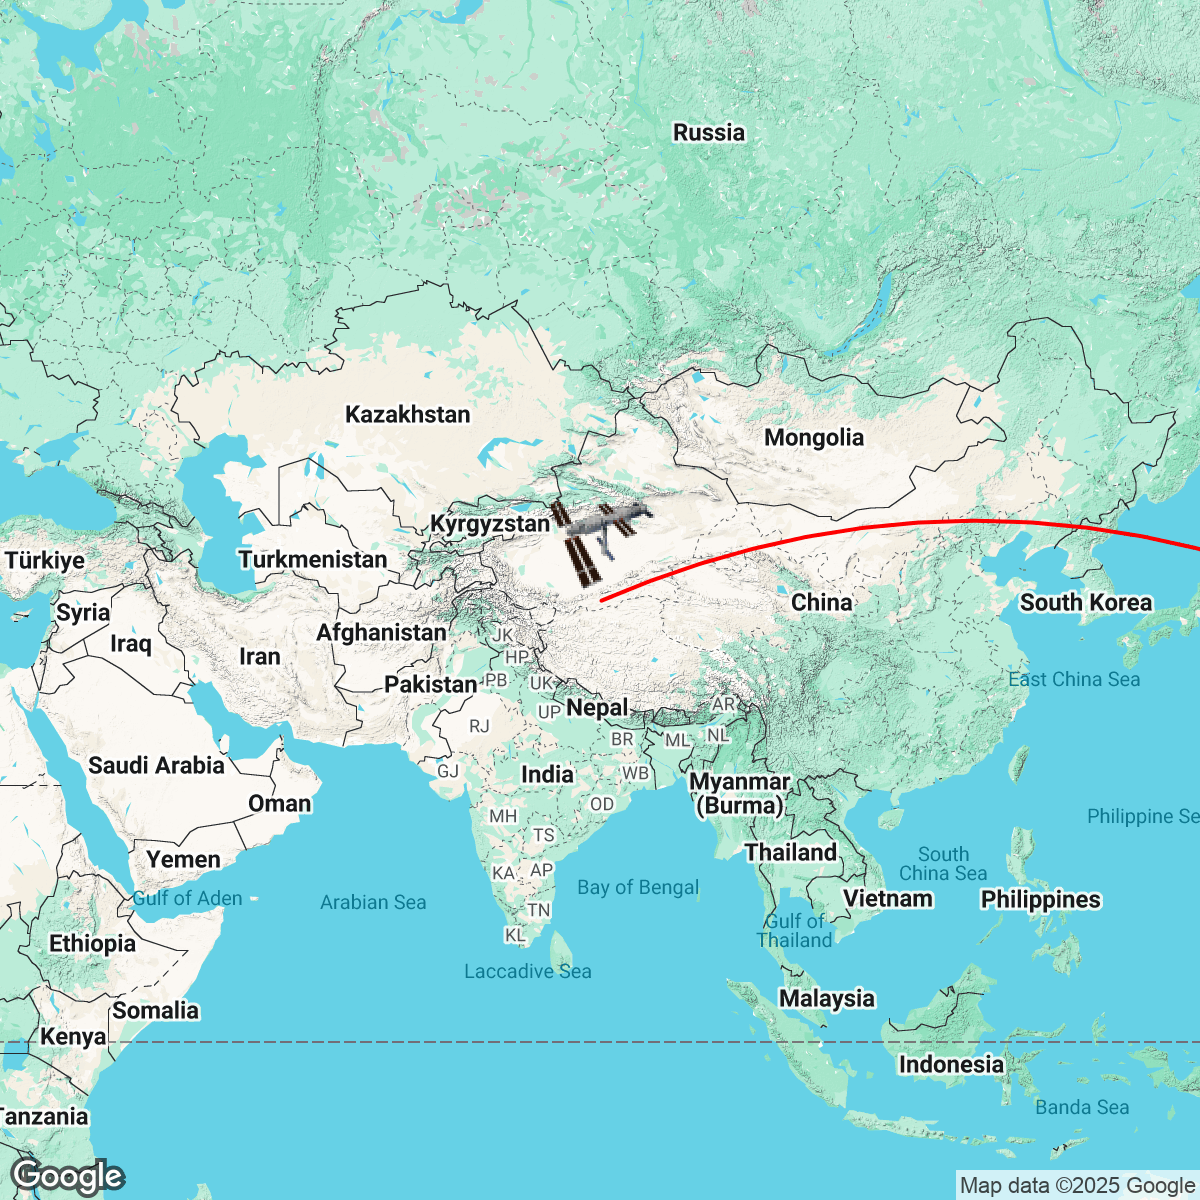 Russia
Kazakhstan
Mongolia
Kyrgyzstan
Türkiye
Turkmenistan
Syria
China
South Korea
Iraq
Afghanistan
JK
Iran
HP
Pakistan
PB
UK
East China Sea
Nepal
UP
AR
RJ
BR
ML
NL
Saudi Arabia
GJ
India
WB
Myanmar
(Burma)
Oman
OD
MH
Philippine Se
TS
Yemen
Thailand
South
China Sea
KA
AP
Gulf of Aden
Arabian Sea
Bay of Bengal
Vietnam
Philippines
TN
Gulf of
Thailand
KL
Ethiopia
Laccadive Sea
Malaysia
Somalia
Kenya
Indonesia
Banda Sea
Tanzania
Google
Map data ©2025 Google